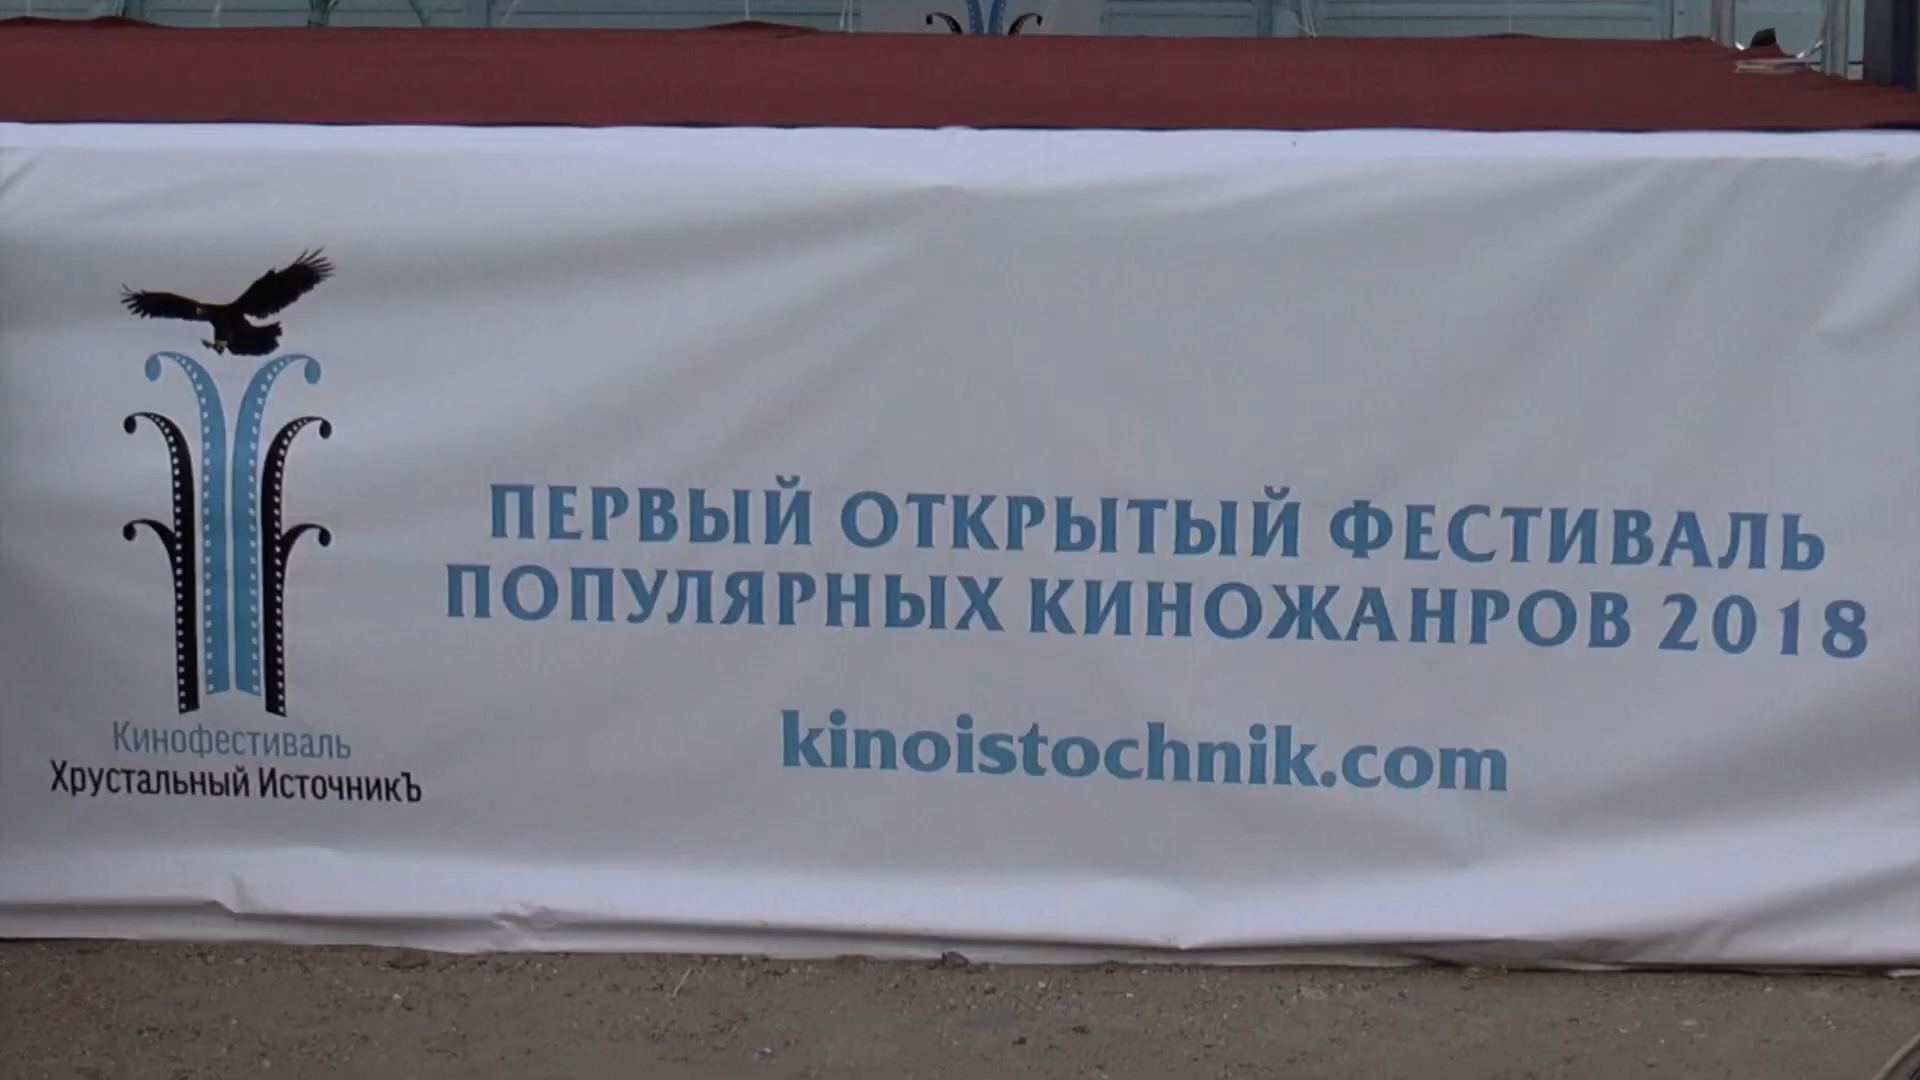 ПЕРВЫЙ ОТКРЫТЫЙ ФЕСТИВАЛЬ
ПОПУЛЯРНЫХ КИНОЖАНРОВ 2018
kinoistochnik.com
Кинофестиваль
Хрустальный ИсточникЪ